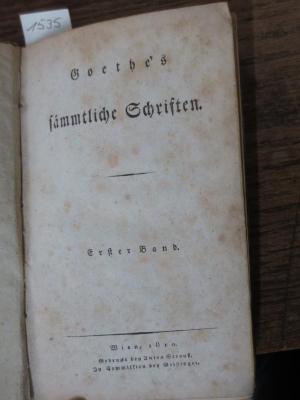 1535
Goethe's
sämmtliche Schriften.
Erster Band.
Wien, 1810.
Gedruckt bey Anton Strauß.
In Commission bey Geistinger.